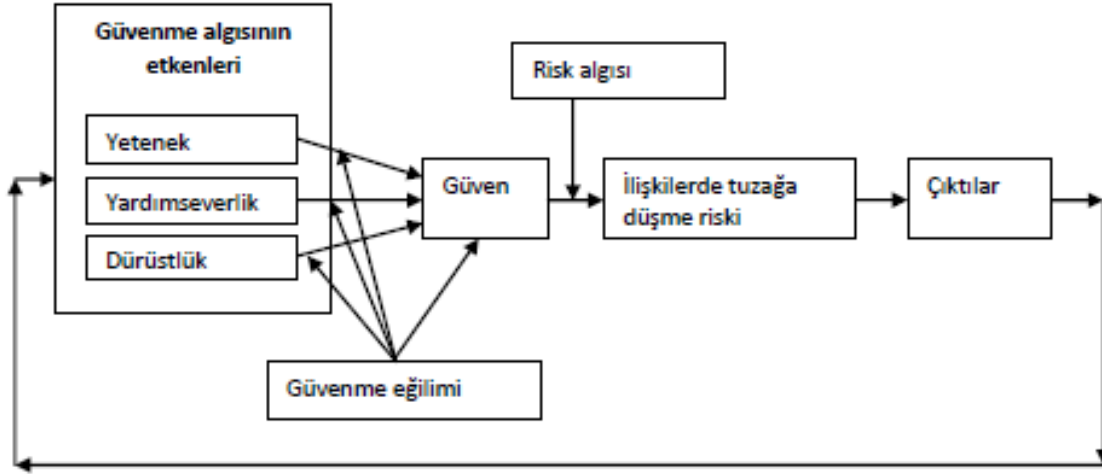 Güvenme algısının
etkenleri
Risk algısı
Yetenek
Yardımseverlik
Dürüstlük
Güven
İlişkilerde tuzağa
düşme riski
Çıktılar
Güvenme eğilimi